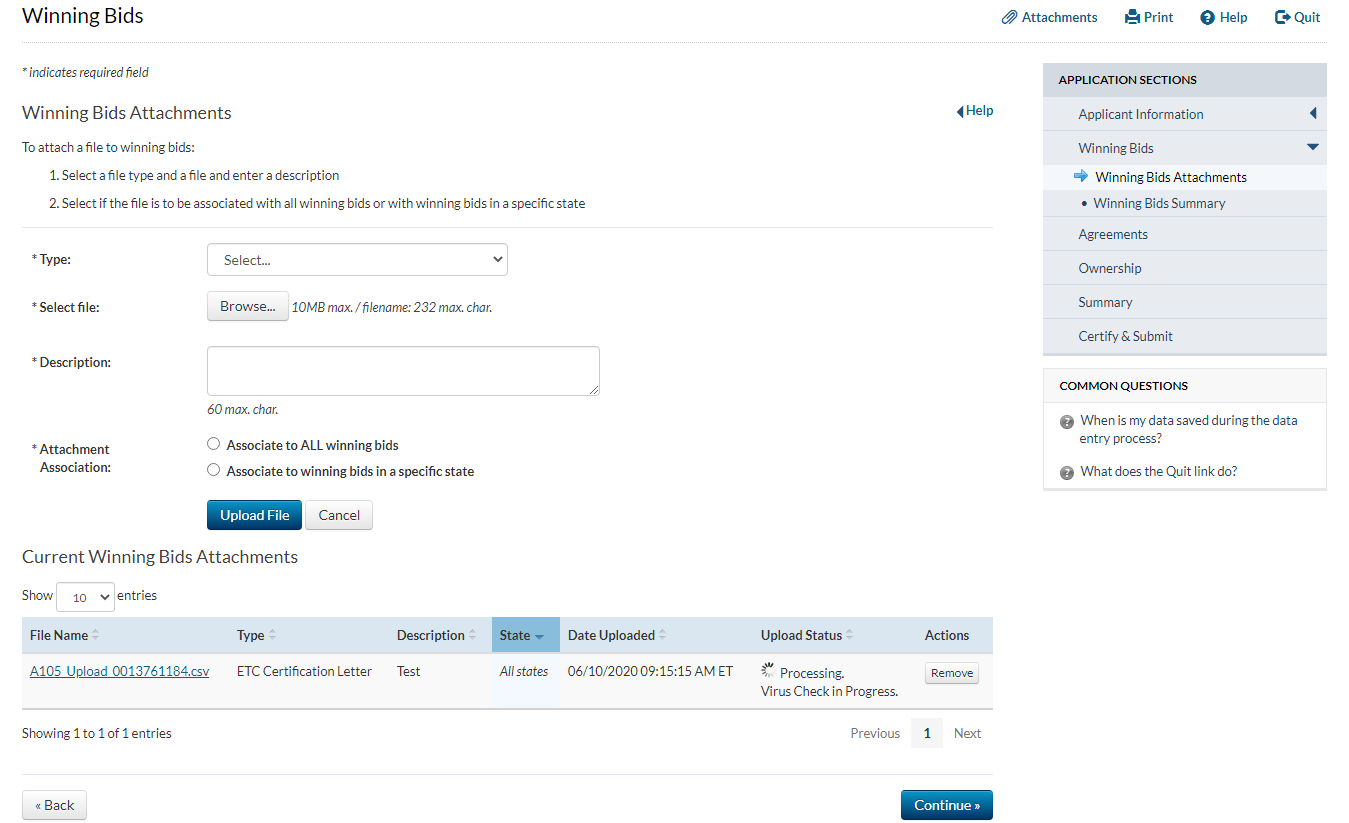 Winning Bids
Attachments Print Help Quit
* indicates required field
Winning Bids Attachments
Help
To attach a file to winning bids:
1. Select a file type and a file and enter a description
2. Select if the file is to be associated with all winning bids or with winning bids in a specific state
* Type:
Select...
* Select file:
Browse... 10MB max. / filename: 232 max. char.
* Description:
60 max. char.
* Attachment
Association:
Associate to ALL winning bids
Associate to winning bids in a specific state
Upload File Cancel
Current Winning Bids Attachments
Show 10 entries
File Name Type Description State Date Uploaded Upload Status Actions
A105_Upload_0013761184.csv ETC Certification Letter Test All states 06/10/2020 09:15:15 AM ET Processing. Remove
Virus Check in Progress.
Showing 1 to 1 of 1 entries
Previous 1 Next
« Back
Continue »
APPLICATION SECTIONS
Applicant Information
Winning Bids
Winning Bids Attachments
• Winning Bids Summary
Agreements
Ownership
Summary
Certify & Submit
COMMON QUESTIONS
? When is my data saved during the data
entry process?
? What does the Quit link do?